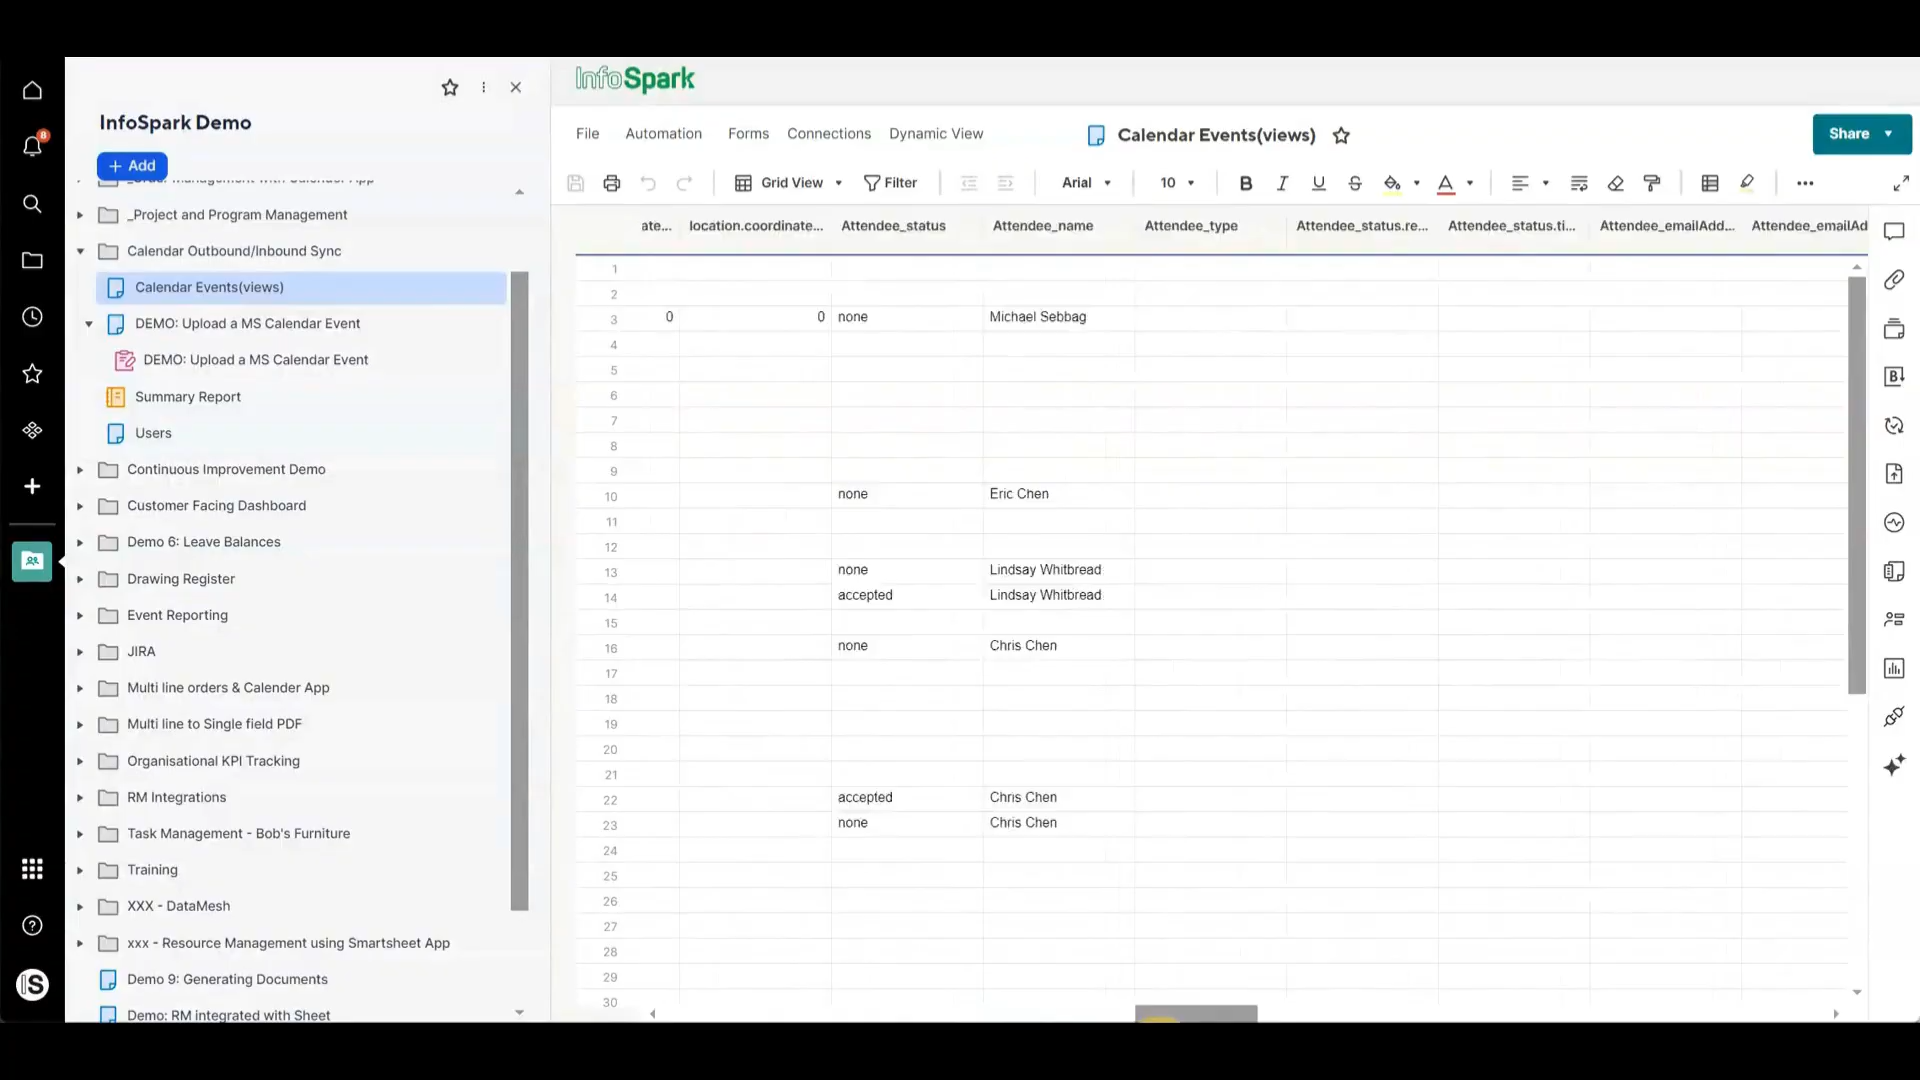 InfoSpark
8
InfoSpark Demo
+ Add
_Project and Program Management
Calendar Outbound/Inbound Sync
Calendar Events(views)
DEMO: Upload a MS Calendar Event
DEMO: Upload a MS Calendar Event
Summary Report
Users
Continuous Improvement Demo
Customer Facing Dashboard
Demo 6: Leave Balances
Drawing Register
Event Reporting
JIRA
Multi line orders & Calender App
Multi line to Single field PDF
Organisational KPI Tracking
RM Integrations
Task Management - Bob's Furniture
Training
XXX - DataMesh
xxx - Resource Management using Smartsheet App
Demo 9: Generating Documents
Demo: RM integrated with Sheet
IS
File Automation Forms Connections Dynamic View
Calendar Events(views)
Share
Grid View Filter Arial 10 B I U S A
ate... location.coordinate... Attendee_status Attendee_name Attendee_type Attendee_status.re... Attendee_status.ti... Attendee_emailAdd... Attendee_emailAd
1
2
3 0 0 none Michael Sebbag
4
5
6
7
8
9
10 none Eric Chen
11
12
13 none Lindsay Whitbread
14 accepted Lindsay Whitbread
15
16 none Chris Chen
17
18
19
20
21
22 accepted Chris Chen
23 none Chris Chen
24
25
26
27
28
29
30